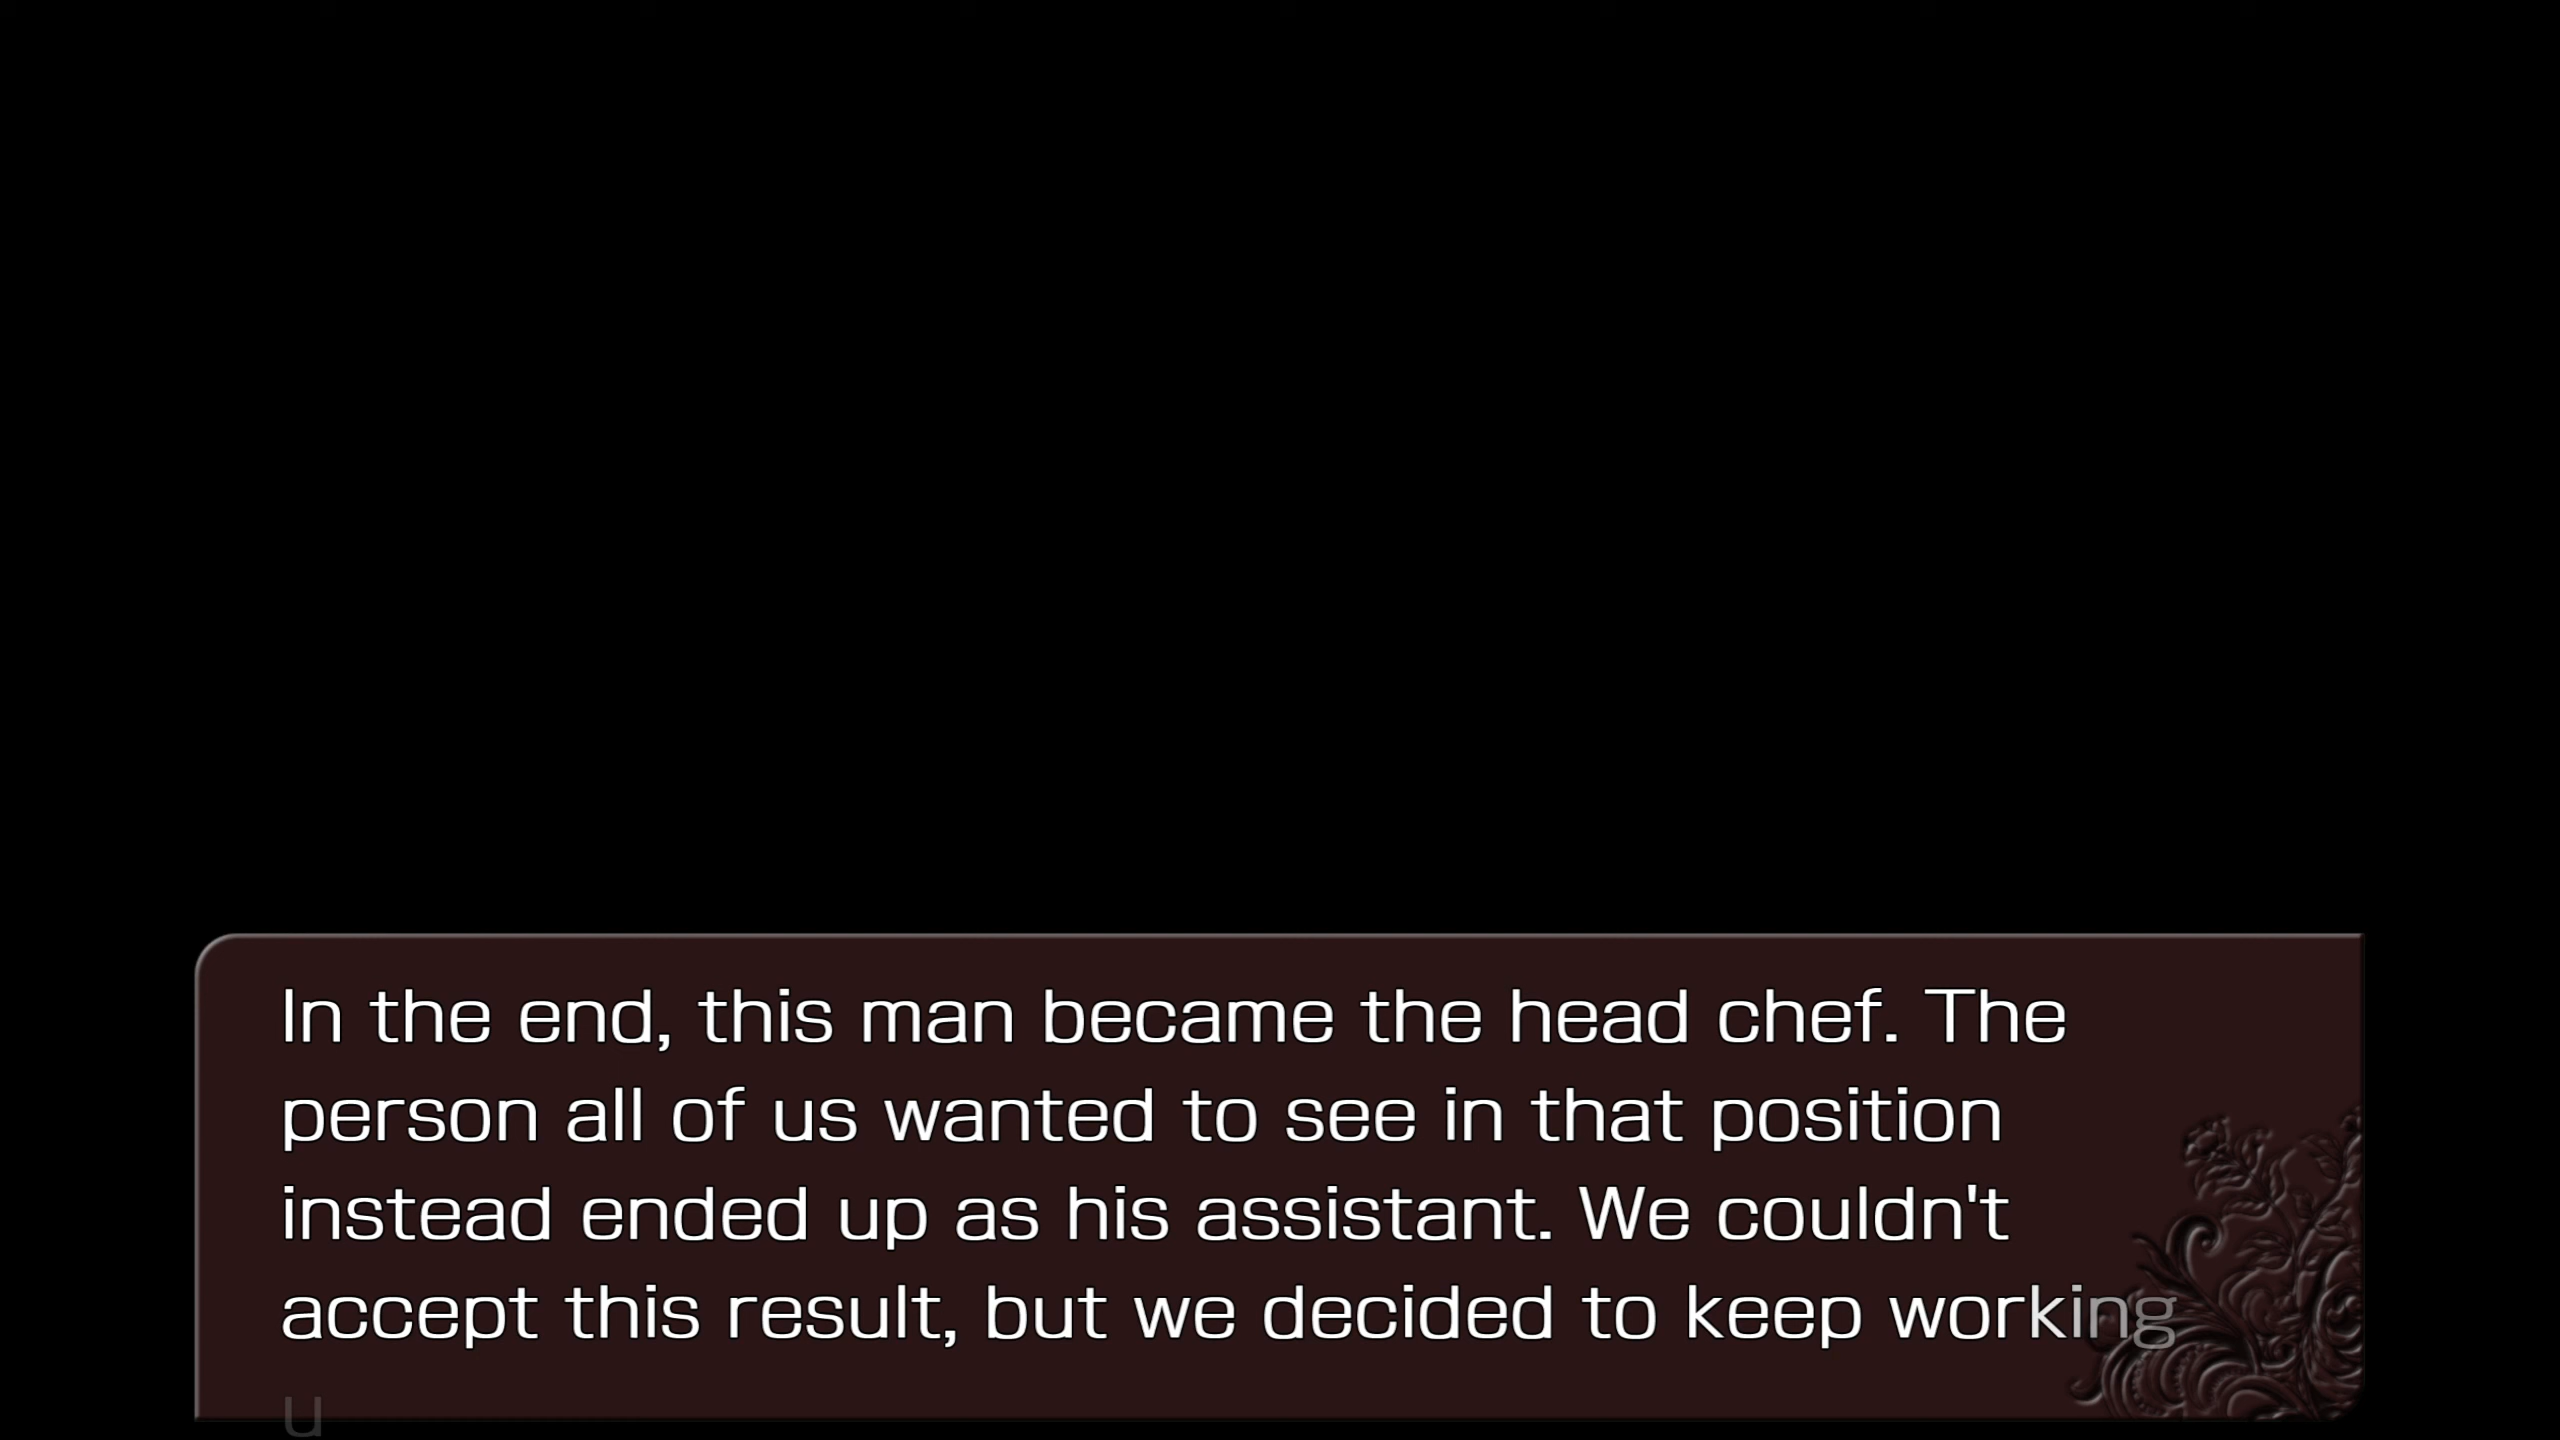 In the end, this man became the head chef. The
person all of us wanted to see in that position
instead ended up as his assistant. We couldn't
accept this result, but we decided to keep working
u